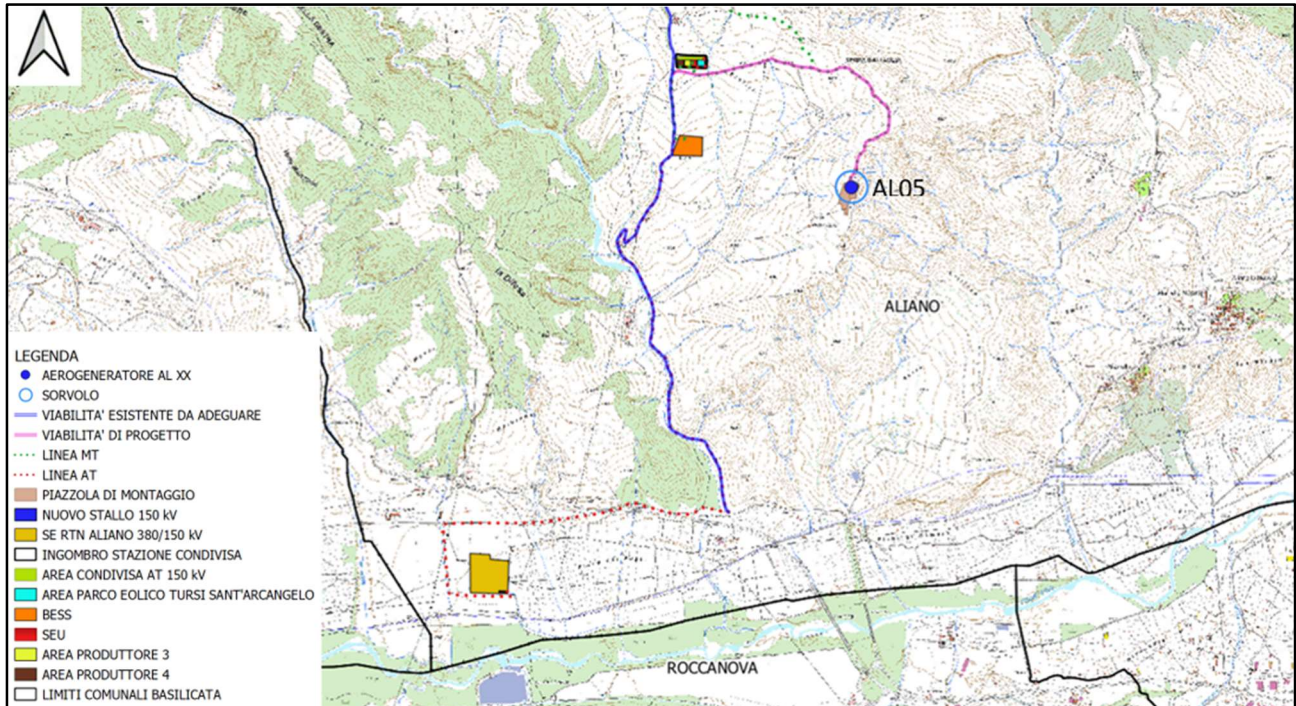 AL05
ALIANO
La Difesa
ROCCANOVA
LEGENDA
AEROGENERATORE AL XX
SORVOLO
VIABILITA' ESISTENTE DA ADEGUARE
VIABILITA' DI PROGETTO
LINEA MT
LINEA AT
PIAZZOLA DI MONTAGGIO
NUOVO STALLO 150 kV
SE RTN ALIANO 380/150 kV
INGOMBRO STAZIONE CONDIVISA
AREA CONDIVISA AT 150 kV
AREA PARCO EOLICO TURSI SANT'ARCANGELO
BESS
SEU
AREA PRODUTTORE 3
AREA PRODUTTORE 4
LIMITI COMUNALI BASILICATA